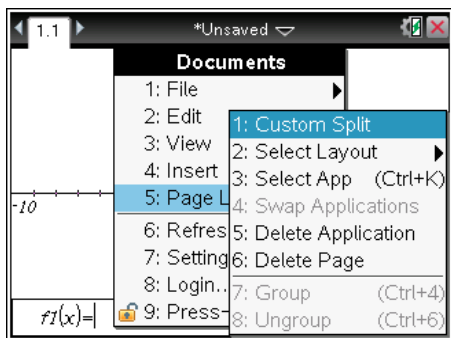 1.1 *Unsaved
Documents
1: File
2: Edit
3: View
4: Insert
5: Page L
6: Refres
7: Setting
8: Login..
9: Press-
1: Custom Split
2: Select Layout
3: Select App (Ctrl+K)
4: Swap Applications
5: Delete Application
6: Delete Page
7: Group (Ctrl+4)
8: Ungroup (Ctrl+6)
-10
f1(x)=